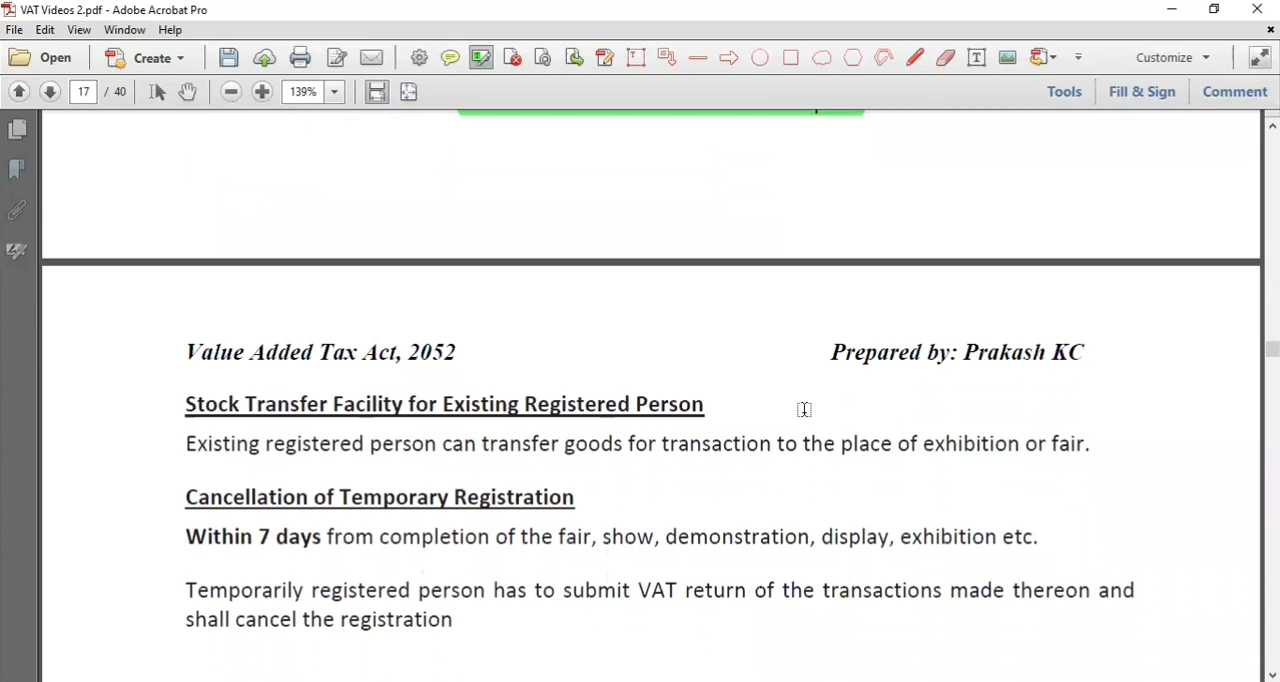 VAT Videos 2.pdf - Adobe Acrobat Pro
File Edit View Window Help
Open Create Customize
17 / 40 139% Tools Fill & Sign Comment
Value Added Tax Act, 2052 Prepared by: Prakash KC
Stock Transfer Facility for Existing Registered Person
Existing registered person can transfer goods for transaction to the place of exhibition or fair.
Cancellation of Temporary Registration
Within 7 days from completion of the fair, show, demonstration, display, exhibition etc.
Temporarily registered person has to submit VAT return of the transactions made thereon and
shall cancel the registration